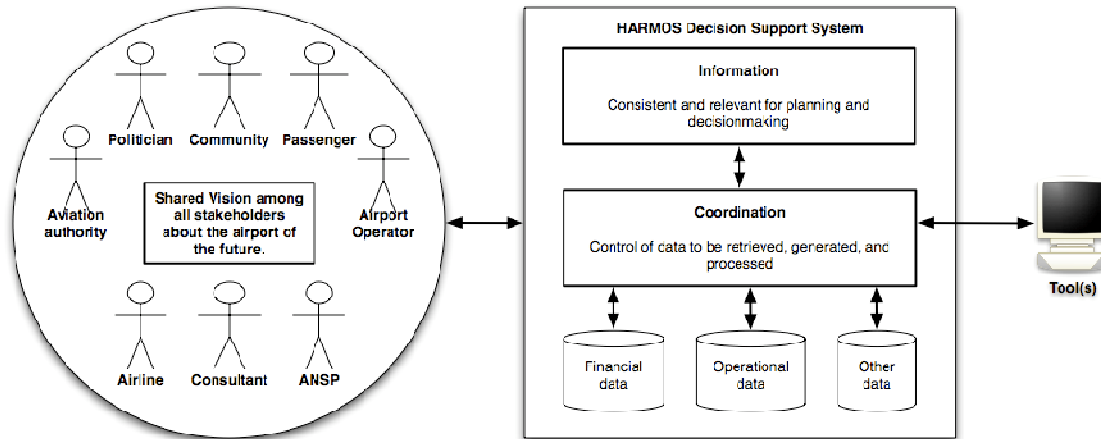 Politician
Community
Passenger
Aviation
authority
Shared Vision among
all stakeholders
about the airport of
the future.
Airport
Operator
Airline
Consultant
ANSP
HARMOS Decision Support System
Information
Consistent and relevant for planning and
decisionmaking
Coordination
Control of data to be retrieved, generated, and
processed
Financial
data
Operational
data
Other
data
Tool(s)